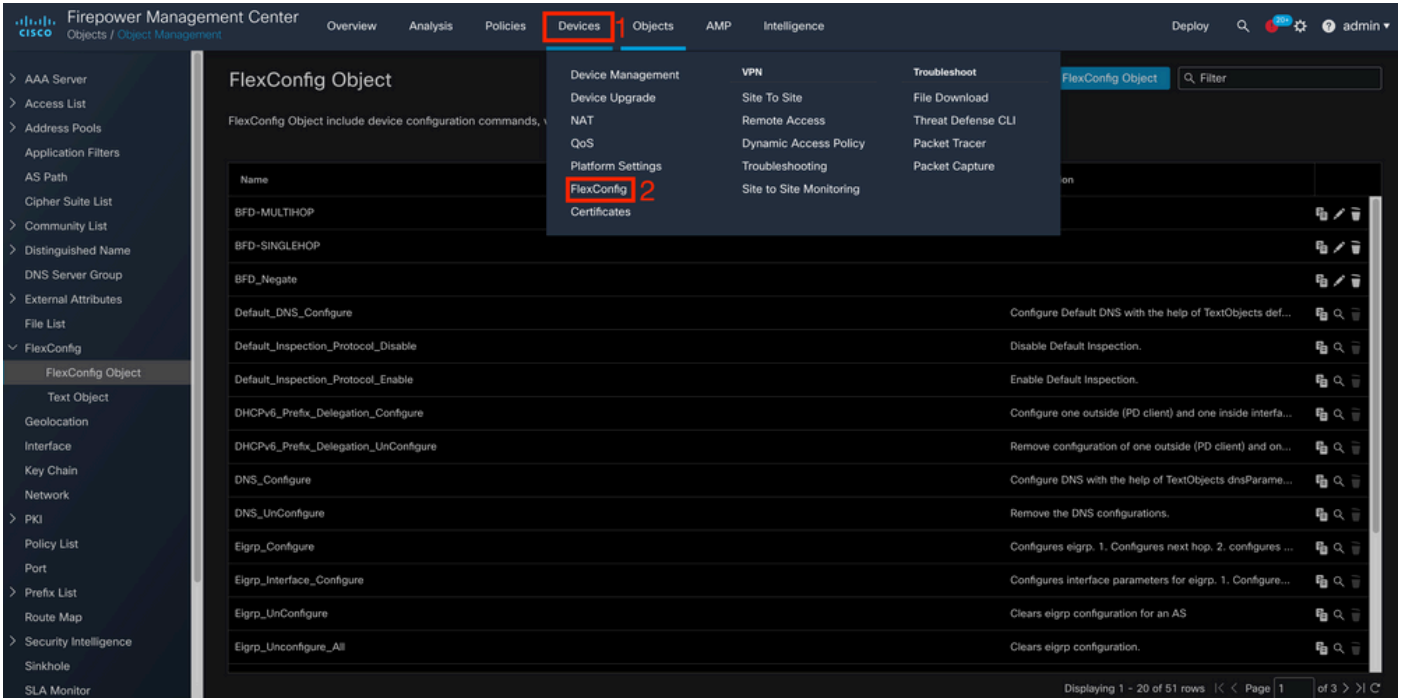 Firepower Management Center
CISCO
Objects / Object Management
Overview
Analysis
Policies
Devices
1
Objects
AMP
Intelligence
Deploy
20+
admin
AAA Server
Access List
Address Pools
Application Filters
AS Path
Cipher Suite List
Community List
Distinguished Name
DNS Server Group
External Attributes
File List
FlexConfig
FlexConfig Object
Text Object
Geolocation
Interface
Key Chain
Network
PKI
Policy List
Port
Prefix List
Route Map
Security Intelligence
Sinkhole
SLA Monitor
FlexConfig Object
FlexConfig Object include device configuration commands,
Device Management
Device Upgrade
NAT
QoS
Platform Settings
FlexConfig
2
Certificates
VPN
Site To Site
Remote Access
Dynamic Access Policy
Troubleshooting
Site to Site Monitoring
Troubleshoot
File Download
Threat Defense CLI
Packet Tracer
Packet Capture
FlexConfig Object
Filter
Name
on
BFD-MULTIHOP
BFD-SINGLEHOP
BFD_Negate
Default_DNS_Configure Configure Default DNS with the help of TextObjects def...
Default_Inspection_Protocol_Disable Disable Default Inspection.
Default_Inspection_Protocol_Enable Enable Default Inspection.
DHCPv6_Prefix_Delegation_Configure Configure one outside (PD client) and one inside interfa...
DHCPv6_Prefix_Delegation_UnConfigure Remove configuration of one outside (PD client) and on...
DNS_Configure Configure DNS with the help of TextObjects dnsParame...
DNS_UnConfigure Remove the DNS configurations.
Eigrp_Configure Configures eigrp. 1. Configures next hop. 2. configures ...
Eigrp_Interface_Configure Configures interface parameters for eigrp. 1. Configure...
Eigrp_UnConfigure Clears eigrp configuration for an AS
Eigrp_Unconfigure_All Clears eigrp configuration.
Displaying 1 - 20 of 51 rows |< < Page 1 of 3 > >|